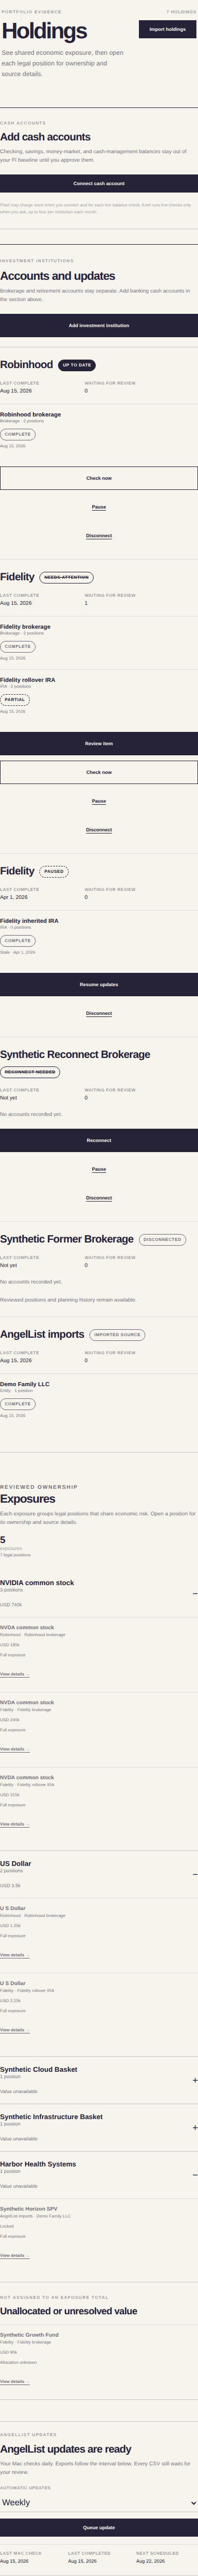 PORTFOLIO EVIDENCE
7 HOLDINGS
Holdings
Import holdings
See shared economic exposure, then open
each legal position for ownership and
source details.
CASH ACCOUNTS
Add cash accounts
Checking, savings, money-market, and cash-management balances stay out of
your FI baseline until you approve them.
Connect cash account
INVESTMENT INSTITUTIONS
Accounts and updates
Brokerage and retirement accounts stay separate. Add banking cash accounts in
the section above.
Add investment institution
Robinhood
UP TO DATE
LAST COMPLETE
WAITING FOR REVIEW
Aug 15, 2026
0
Robinhood brokerage
Brokerage · 2 positions
COMPLETE
Aug 15, 2026
Check now
Pause
Disconnect
Fidelity
NEEDS ATTENTION
LAST COMPLETE
WAITING FOR REVIEW
Aug 15, 2026
1
Fidelity brokerage
Brokerage · 2 positions
COMPLETE
Aug 15, 2026
Fidelity rollover IRA
IRA · 2 positions
PARTIAL
Aug 15, 2026
Review item
Check now
Pause
Disconnect
Fidelity
PAUSED
LAST COMPLETE
WAITING FOR REVIEW
Apr 1, 2026
0
Fidelity inherited IRA
COMPLETE
Stale · Apr 1, 2026
Resume updates
Disconnect
Synthetic Reconnect Brokerage
RECONNECT NEEDED
LAST COMPLETE
WAITING FOR REVIEW
Not yet
0
No accounts recorded yet.
Reconnect
Pause
Disconnect
Synthetic Former Brokerage
DISCONNECTED
LAST COMPLETE
WAITING FOR REVIEW
Not yet
0
No accounts recorded yet.
Reviewed positions and planning history remain available.
AngelList imports
IMPORTED SOURCE
LAST COMPLETE
WAITING FOR REVIEW
Aug 15, 2026
0
Demo Family LLC
Entity · 1 position
COMPLETE
Aug 15, 2026
REVIEWED OWNERSHIP
Exposures
Each exposure groups legal positions that share economic risk. Open a position for
its ownership and source details.
5
legal positions
NVIDIA common stock
3 positions
USD 740k
NVDA common stock
Robinhood · Robinhood brokerage
Full exposure
View details
NVDA common stock
Fidelity · Fidelity brokerage
Full exposure
View details
NVDA common stock
Fidelity · Fidelity rollover IRA
Full exposure
View details
US Dollar
2 positions
USD 3.5k
U S Dollar
Robinhood · Robinhood brokerage
Full exposure
View details
U S Dollar
Fidelity · Fidelity rollover IRA
Full exposure
View details
Synthetic Cloud Basket
1 position
Value unavailable
Synthetic Infrastructure Basket
1 position
Value unavailable
Harbor Health Systems
1 position
Value unavailable
Synthetic Horizon SPV
AngelList imports · Demo Family LLC
Locked
Full exposure
View details
NOT ASSIGNED TO AN EXPOSURE TOTAL
Unallocated or unresolved value
Synthetic Growth Fund
Fidelity · Fidelity brokerage
Allocation unknown
View details
ANGELLIST UPDATES
AngelList updates are ready
Your Mac checks daily. Exports follow the interval below. Every CSV still waits for
your review.
AUTOMATIC UPDATES
Weekly
Queue update
LAST MAC CHECK
LAST COMPLETED
NEXT SCHEDULED
Aug 15, 2026
Aug 15, 2026
Aug 22, 2026